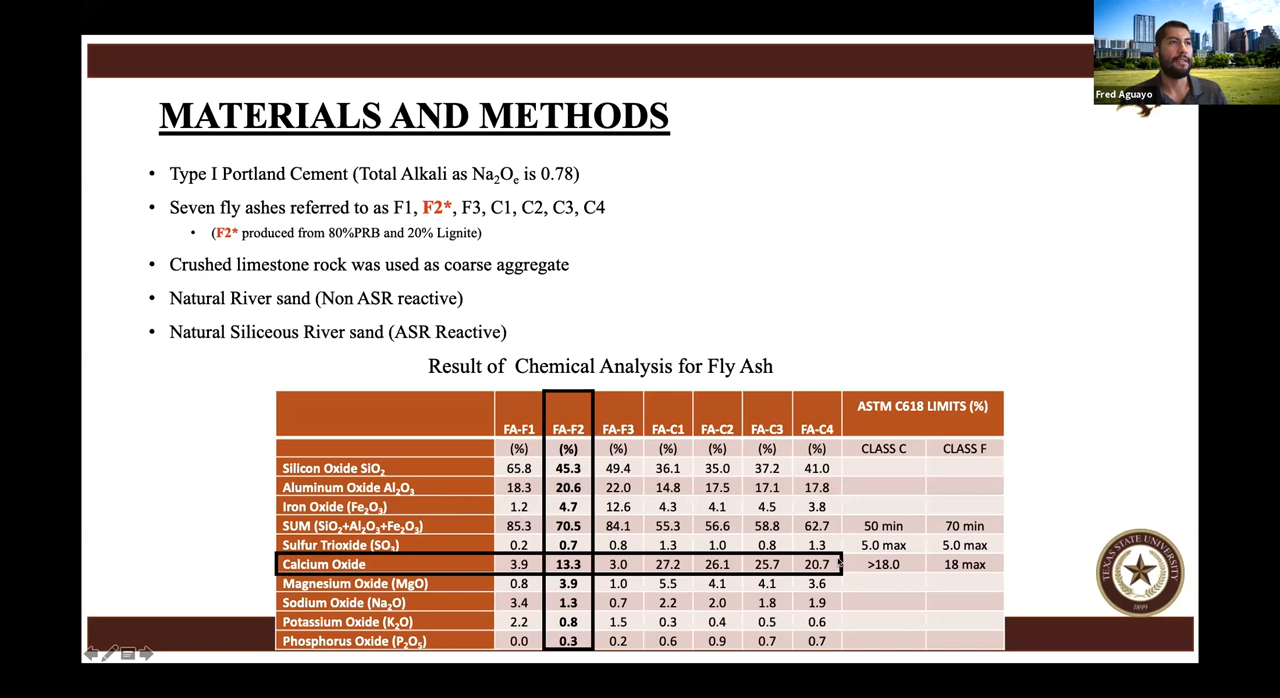 Fred Aguayo
MATERIALS AND METHODS
• Type I Portland Cement (Total Alkali as Na₂Oₑ is 0.78)
• Seven fly ashes referred to as F1, F2*, F3, C1, C2, C3, C4
• (F2* produced from 80%PRB and 20% Lignite)
• Crushed limestone rock was used as coarse aggregate
• Natural River sand (Non ASR reactive)
• Natural Siliceous River sand (ASR Reactive)
Result of Chemical Analysis for Fly Ash
FA-F1 FA-F2 FA-F3 FA-C1 FA-C2 FA-C3 FA-C4 ASTM C618 LIMITS (%)
(%) (%) (%) (%) (%) (%) (%) CLASS C CLASS F
Silicon Oxide SiO₂ 65.8 45.3 49.4 36.1 35.0 37.2 41.0
Aluminum Oxide Al₂O₃ 18.3 20.6 22.0 14.8 17.5 17.1 17.8
Iron Oxide (Fe₂O₃) 1.2 4.7 12.6 4.3 4.1 4.5 3.8
SUM (SiO₂+Al₂O₃+Fe₂O₃) 85.3 70.5 84.1 55.3 56.6 58.8 62.7 50 min 70 min
Sulfur Trioxide (SO₃) 0.2 0.7 0.8 1.3 1.0 0.8 1.3 5.0 max 5.0 max
Calcium Oxide 3.9 13.3 3.0 27.2 26.1 25.7 20.7 >18.0 18 max
Magnesium Oxide (MgO) 0.8 3.9 1.0 5.5 4.1 4.1 3.6
Sodium Oxide (Na₂O) 3.4 1.3 0.7 2.2 2.0 1.8 1.9
Potassium Oxide (K₂O) 2.2 0.8 1.5 0.3 0.4 0.5 0.6
Phosphorus Oxide (P₂O₅) 0.0 0.3 0.2 0.6 0.9 0.7 0.7
TEXAS STATE UNIVERSITY
1899